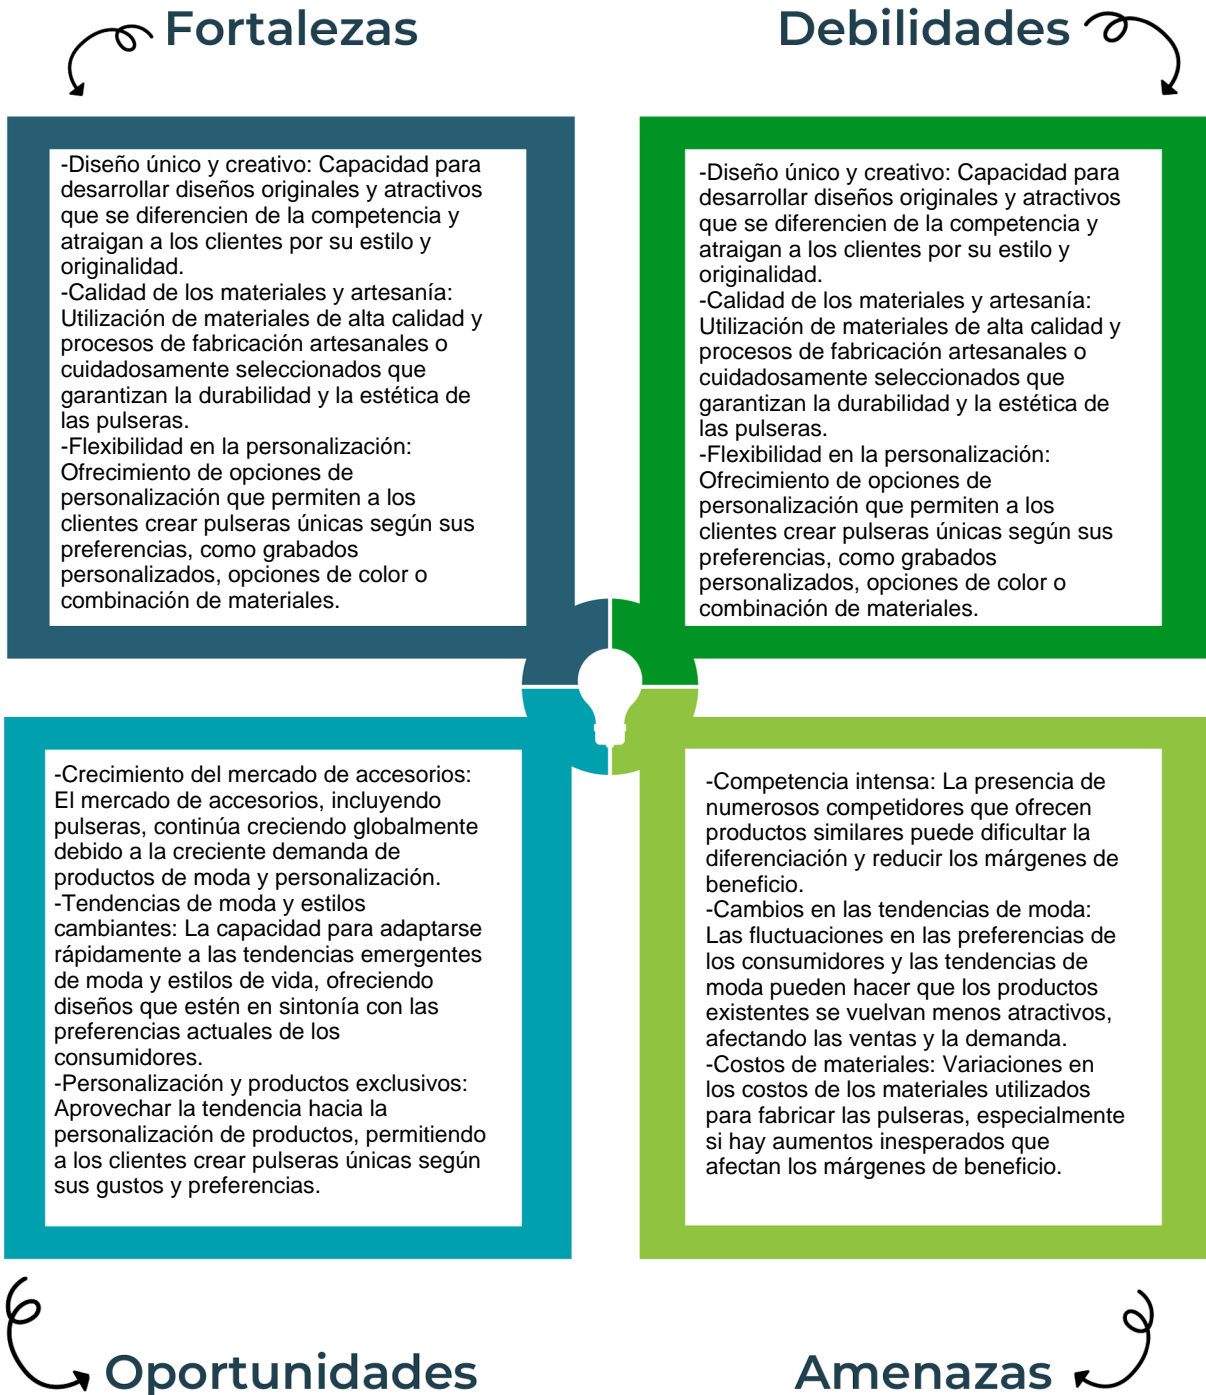 Fortalezas
Debilidades
-Diseño único y creativo: Capacidad para
desarrollar diseños originales y atractivos
que se diferencien de la competencia y
atraigan a los clientes por su estilo y
originalidad.
-Calidad de los materiales y artesanía:
Utilización de materiales de alta calidad y
procesos de fabricación artesanales o
cuidadosamente seleccionados que
garantizan la durabilidad y la estética de
las pulseras.
-Flexibilidad en la personalización:
Ofrecimiento de opciones de
personalización que permiten a los
clientes crear pulseras únicas según sus
preferencias, como grabados
personalizados, opciones de color o
combinación de materiales.
-Diseño único y creativo: Capacidad para
desarrollar diseños originales y atractivos
que se diferencien de la competencia y
atraigan a los clientes por su estilo y
originalidad.
-Calidad de los materiales y artesanía:
Utilización de materiales de alta calidad y
procesos de fabricación artesanales o
cuidadosamente seleccionados que
garantizan la durabilidad y la estética de
las pulseras.
-Flexibilidad en la personalización:
Ofrecimiento de opciones de
personalización que permiten a los
clientes crear pulseras únicas según sus
preferencias, como grabados
personalizados, opciones de color o
combinación de materiales.
-Crecimiento del mercado de accesorios:
El mercado de accesorios, incluyendo
pulseras, continúa creciendo globalmente
debido a la creciente demanda de
productos de moda y personalización.
-Tendencias de moda y estilos
cambiantes: La capacidad para adaptarse
rápidamente a las tendencias emergentes
de moda y estilos de vida, ofreciendo
diseños que estén en sintonía con las
preferencias actuales de los
consumidores.
-Personalización y productos exclusivos:
Aprovechar la tendencia hacia la
personalización de productos, permitiendo
a los clientes crear pulseras únicas según
sus gustos y preferencias.
-Competencia intensa: La presencia de
numerosos competidores que ofrecen
productos similares puede dificultar la
diferenciación y reducir los márgenes de
beneficio.
-Cambios en las tendencias de moda:
Las fluctuaciones en las preferencias de
los consumidores y las tendencias de
moda pueden hacer que los productos
existentes se vuelvan menos atractivos,
afectando las ventas y la demanda.
-Costos de materiales: Variaciones en
los costos de los materiales utilizados
para fabricar las pulseras, especialmente
si hay aumentos inesperados que
afectan los márgenes de beneficio.
Oportunidades
Amenazas